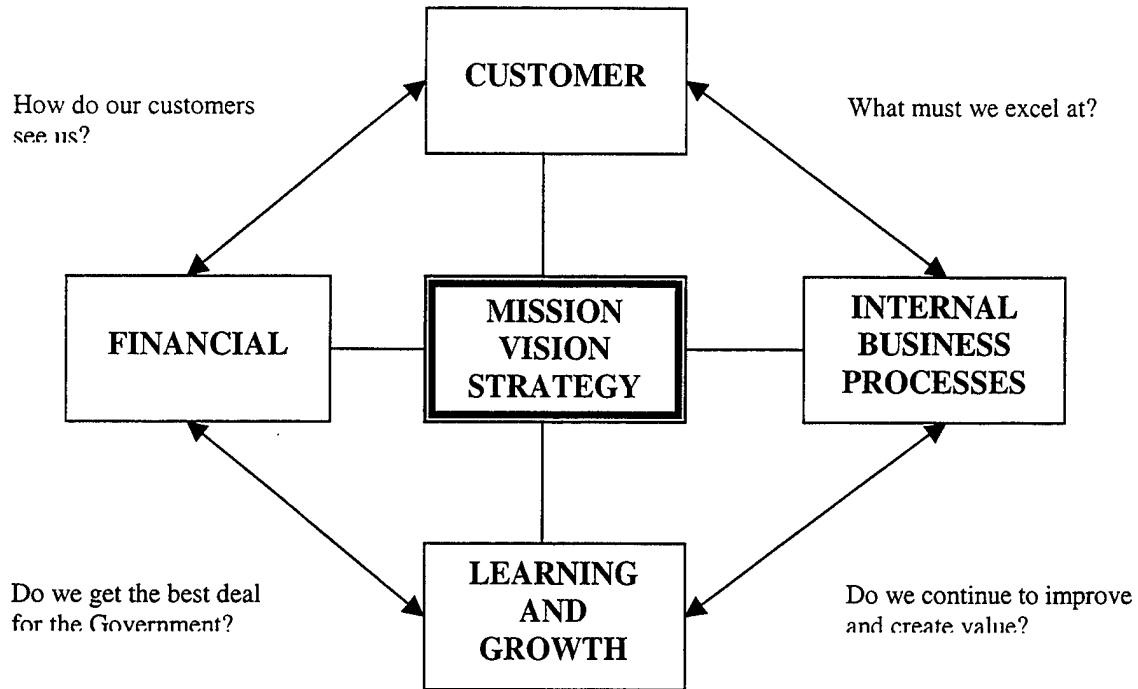 CUSTOMER
How do our customers
see us?
What must we excel at?
FINANCIAL
MISSION
VISION
STRATEGY
INTERNAL
BUSINESS
PROCESSES
Do we get the best deal
for the Government?
LEARNING
AND
GROWTH
Do we continue to improve
and create value?